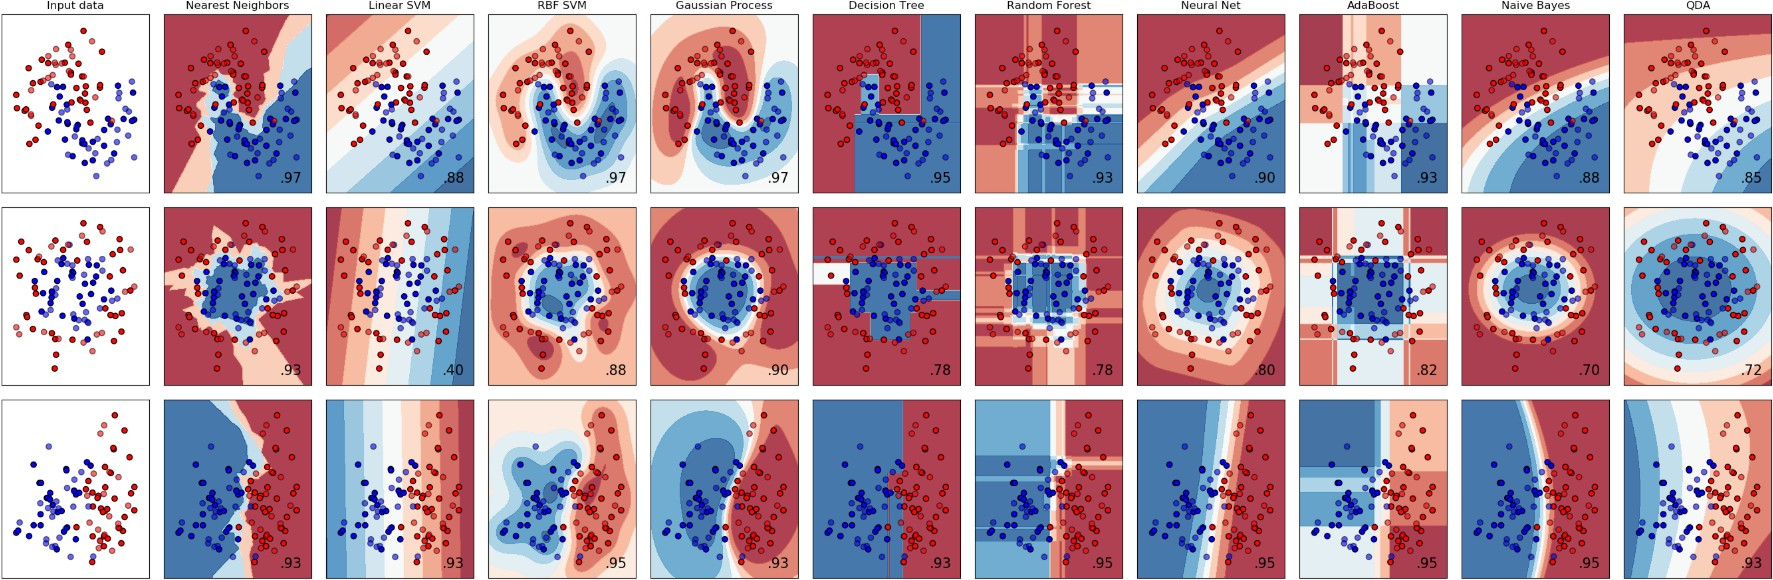 Input data Nearest Neighbors Linear SVM RBF SVM Gaussian Process Decision Tree Random Forest Neural Net AdaBoost Naive Bayes QDA
.97 .88 .97 .97 .95 .93 .90 .93 .88 .85
.93 .40 .88 .90 .78 .78 .80 .82 .70 .72
.93 .93 .95 .93 .93 .95 .95 .95 .95 .93